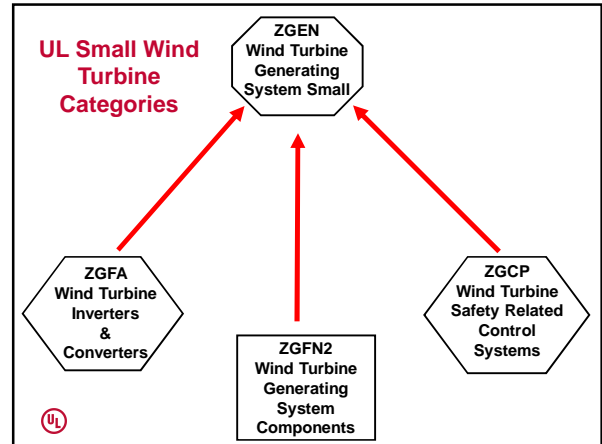 UL Small Wind
Turbine
Categories
ZGEN
Wind Turbine
Generating
System Small
ZGFA
Wind Turbine
Inverters
&
Converters
ZGFN2
Wind Turbine
Generating
System
Components
ZGCP
Wind Turbine
Safety Related
Control
Systems
UL